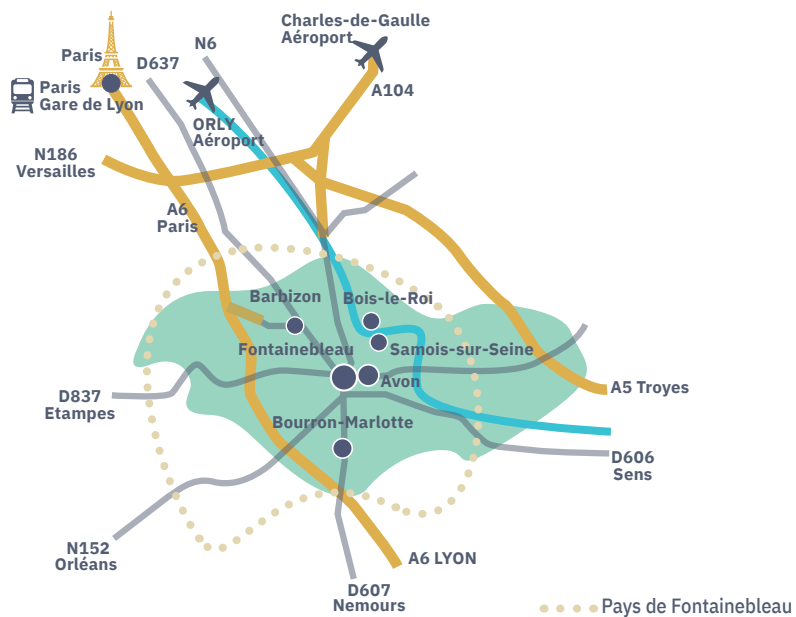 Charles-de-Gaulle
Aéroport
N6
Paris
D637
Paris
Gare de Lyon
A104
ORLY
Aéroport
N186
Versailles
A6
Paris
Barbizon
Bois-le-Roi
Fontainebleau
Samois-sur-Seine
Avon
A5 Troyes
D837
Etampes
Bourron-Marlotte
D606
Sens
N152
Orléans
A6 LYON
D607
Nemours
Pays de Fontainebleau